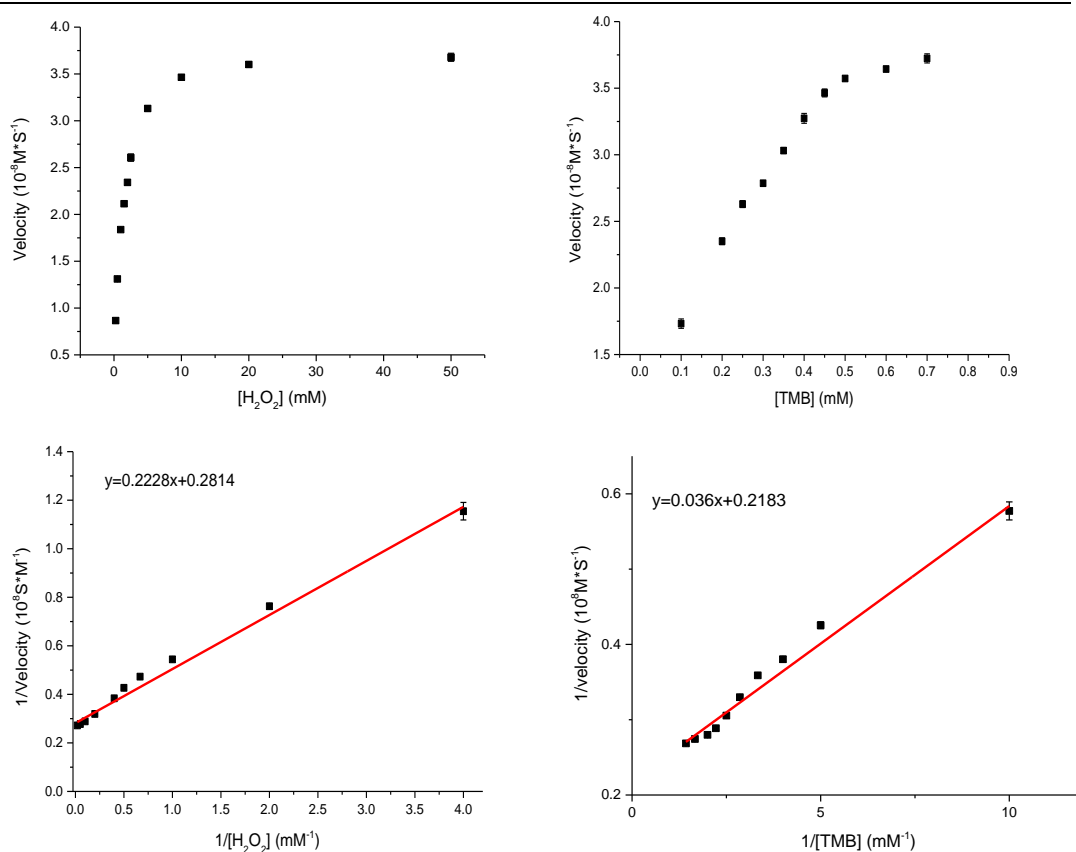 4.0
3.5
3.0
2.5
2.0
1.5
1.0
0.5
Velocity (10⁻⁸M*S⁻¹)
0 10 20 30 40 50
[H₂O₂] (mM)
4.0
3.5
3.0
2.5
2.0
1.5
Velocity (10⁻⁸M*S⁻¹)
0.0 0.1 0.2 0.3 0.4 0.5 0.6 0.7 0.8 0.9
[TMB] (mM)
y=0.2228x+0.2814
1.4
1.2
1.0
0.8
0.6
0.4
0.2
0.0
1/Velocity (10⁸S*M⁻¹)
0.0 0.5 1.0 1.5 2.0 2.5 3.0 3.5 4.0
1/[H₂O₂] (mM⁻¹)
y=0.036x+0.2183
0.6
0.4
0.2
1/velocity (10⁸M*S⁻¹)
0 5 10
1/[TMB] (mM⁻¹)